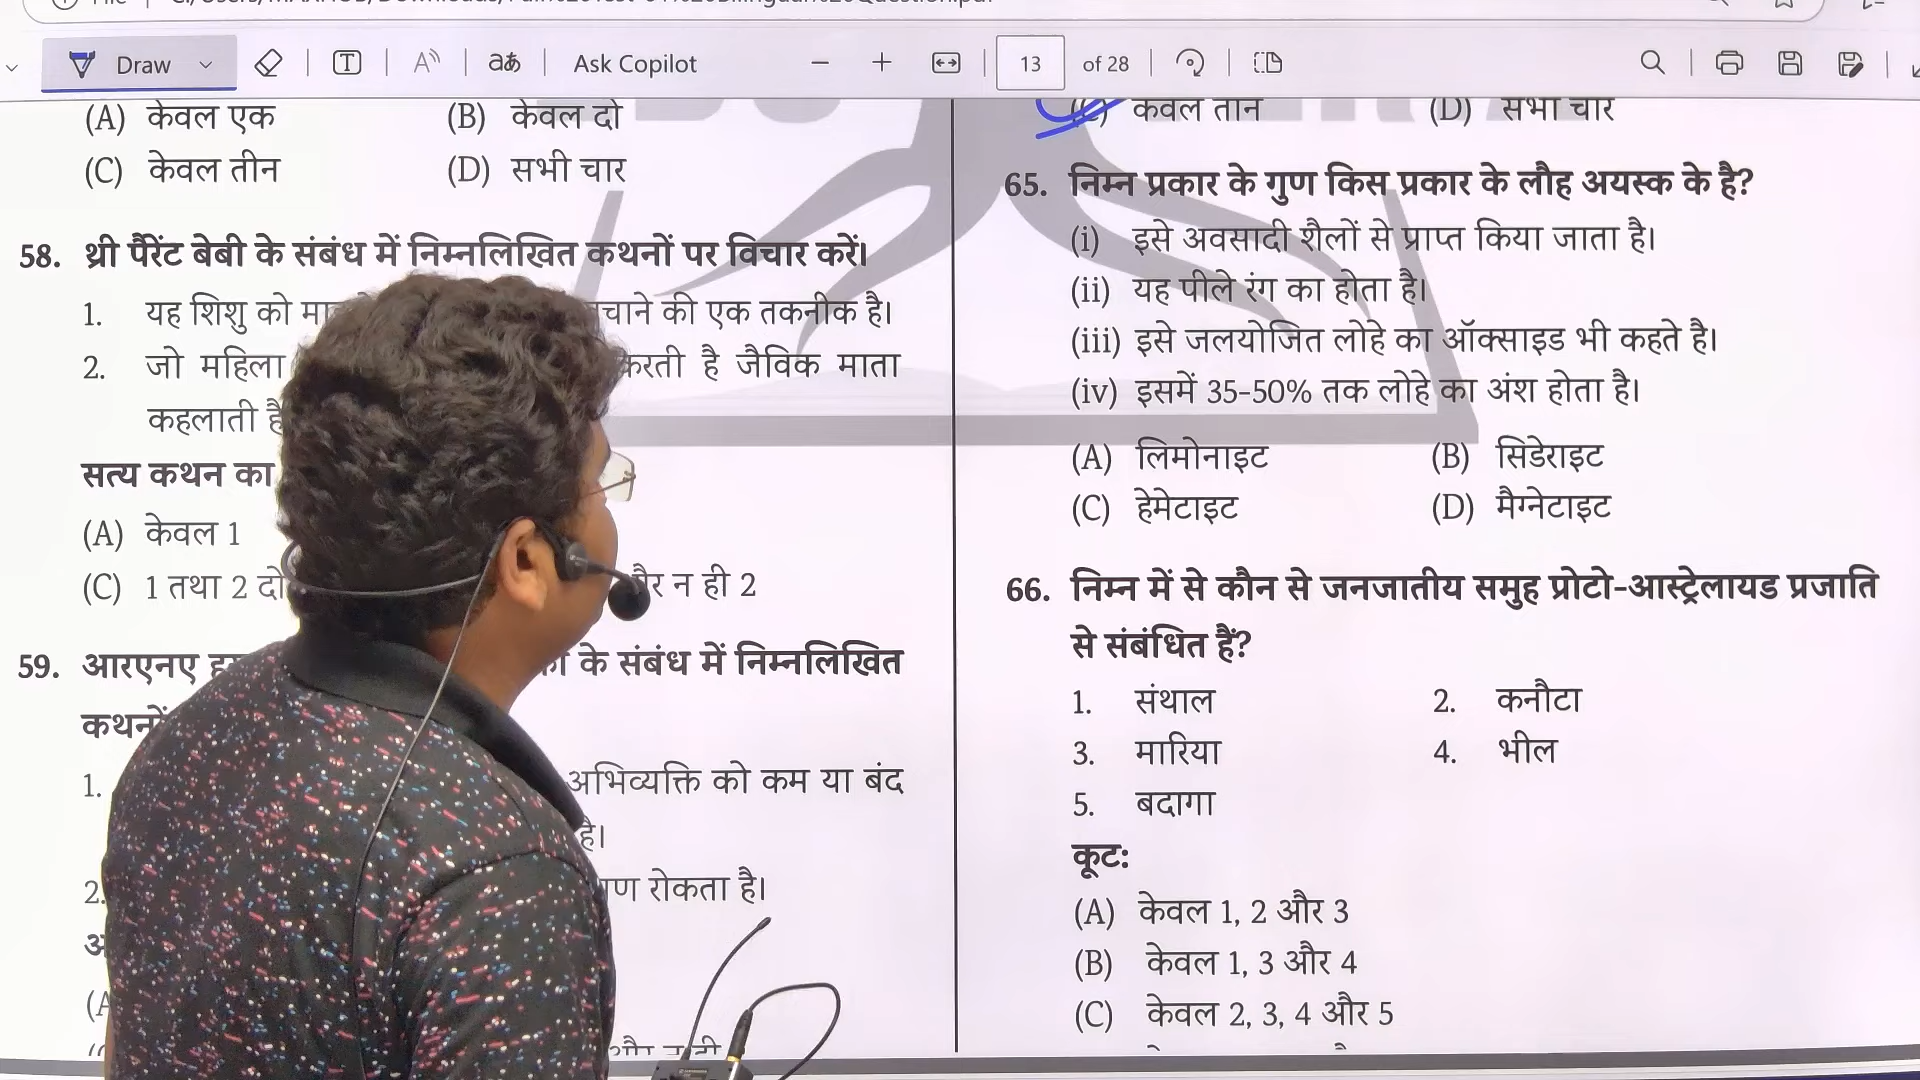 Draw
Ask Copilot
13 of 28
(A) केवल एक (B) केवल दो
(C) केवल तीन (D) सभी चार
58. थ्री पैरेंट बेबी के संबंध में निम्नलिखित कथनों पर विचार करें।
1. यह शिशु को की एक तकनीक है।
2. जो महिला करती है जैविक माता
कहलाती
सत्य कथन का
(A) केवल 1
(C) 1 तथा 2 न ही 2
59. आरएनए के संबंध में निम्नलिखित
कथनों
1. अभिव्यक्ति को कम या बंद
है।
2. रोकता है।
(C) केवल तीन (D) सभी चार
65. निम्न प्रकार के गुण किस प्रकार के लौह अयस्क के है?
(i) इसे अवसादी शैलों से प्राप्त किया जाता है।
(ii) यह पीले रंग का होता है।
(iii) इसे जलयोजित लोहे का ऑक्साइड भी कहते है।
(iv) इसमें 35-50% तक लोहे का अंश होता है।
(A) लिमोनाइट (B) सिडेराइट
(C) हेमेटाइट (D) मैग्नेटाइट
66. निम्न में से कौन से जनजातीय समुह प्रोटो-आस्ट्रेलायड प्रजाति
से संबंधित हैं?
1. संथाल 2. कनौटा
3. मारिया 4. भील
5. बदागा
कूट:
(A) केवल 1, 2 और 3
(B) केवल 1, 3 और 4
(C) केवल 2, 3, 4 और 5